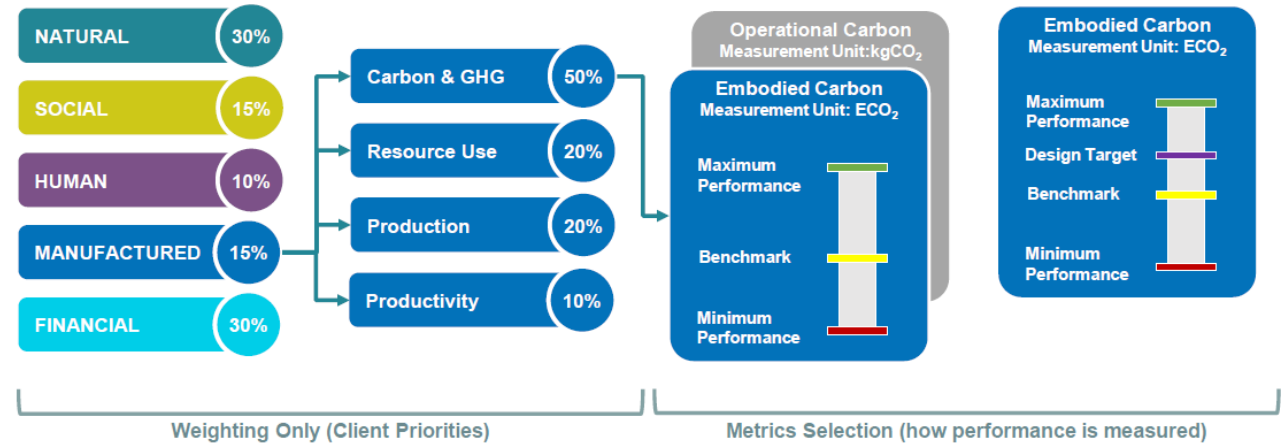 NATURAL 30%
SOCIAL 15%
HUMAN 10%
MANUFACTURED 15%
FINANCIAL 30%
Carbon & GHG 50%
Resource Use 20%
Production 20%
Productivity 10%
Operational Carbon
Measurement Unit:kgCO₂
Embodied Carbon
Measurement Unit: ECO₂
Maximum
Performance
Benchmark
Minimum
Performance
Embodied Carbon
Measurement Unit: ECO₂
Maximum
Performance
Design Target
Benchmark
Minimum
Performance
Weighting Only (Client Priorities)
Metrics Selection (how performance is measured)